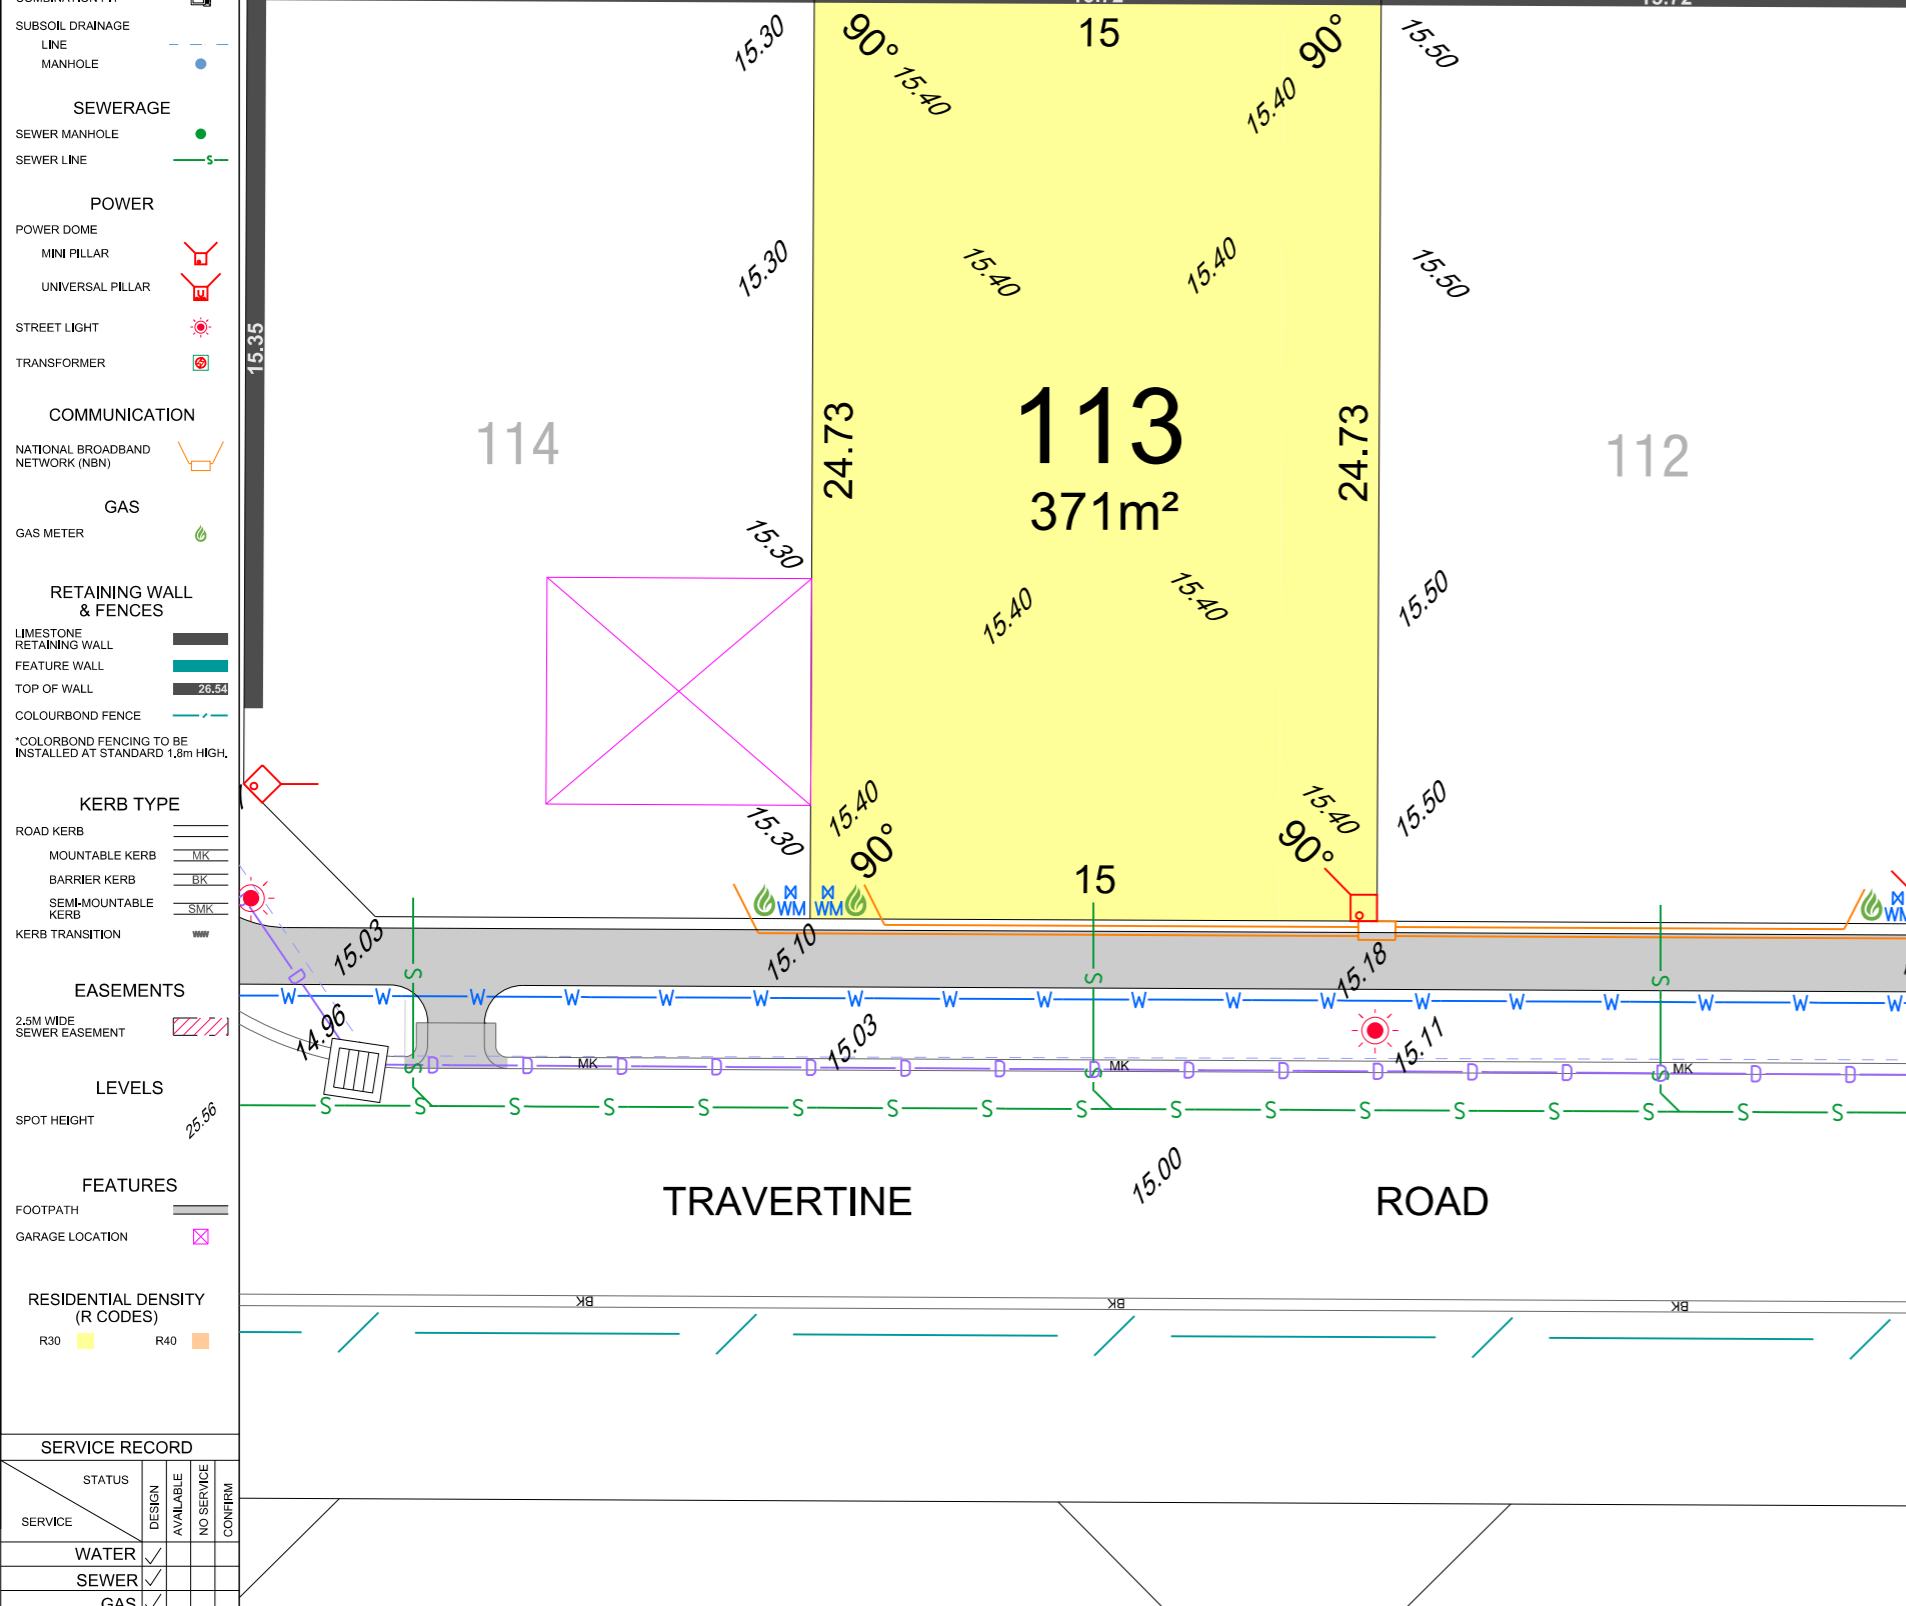 SUBSOIL DRAINAGE
LINE
MANHOLE
SEWERAGE
SEWER MANHOLE
SEWER LINE
S
POWER
POWER DOME
MINI PILLAR
UNIVERSAL PILLAR
U
STREET LIGHT
TRANSFORMER
COMMUNICATION
NATIONAL BROADBAND
NETWORK (NBN)
GAS
GAS METER
RETAINING WALL
& FENCES
LIMESTONE
RETAINING WALL
FEATURE WALL
TOP OF WALL 26.54
COLOURBOND FENCE
*COLORBOND FENCING TO BE
INSTALLED AT STANDARD 1.8m HIGH.
KERB TYPE
ROAD KERB
MOUNTABLE KERB MK
BARRIER KERB BK
SEMI-MOUNTABLE
KERB SMK
KERB TRANSITION
EASEMENTS
2.5M WIDE
SEWER EASEMENT
LEVELS
SPOT HEIGHT 25.56
FEATURES
FOOTPATH
GARAGE LOCATION
RESIDENTIAL DENSITY
(R CODES)
R30 R40
SERVICE RECORD
STATUS
SERVICE
DESIGN
AVAILABLE
NO SERVICE
CONFIRM
WATER
SEWER
GAS
15.35
15.30 90° 15.40 15 15.40 90° 15.50
15.30 15.40 15.40 15.50
114
24.73
113
371m²
24.73
112
15.30 15.40 15.40 15.50
15.30 15.40 90° 15 90° 15.40 15.50
WM WM WM
15.03 15.10 15.18
S S S
W W W W W W W W W W W W W W W W W W
14.96 15.03 15.11
D
MK MK MK
S D D D D D D D S D D D D D D S D D D
S S S S S S S S S S S S S S S S S
15.00
TRAVERTINE ROAD
BK BK BK